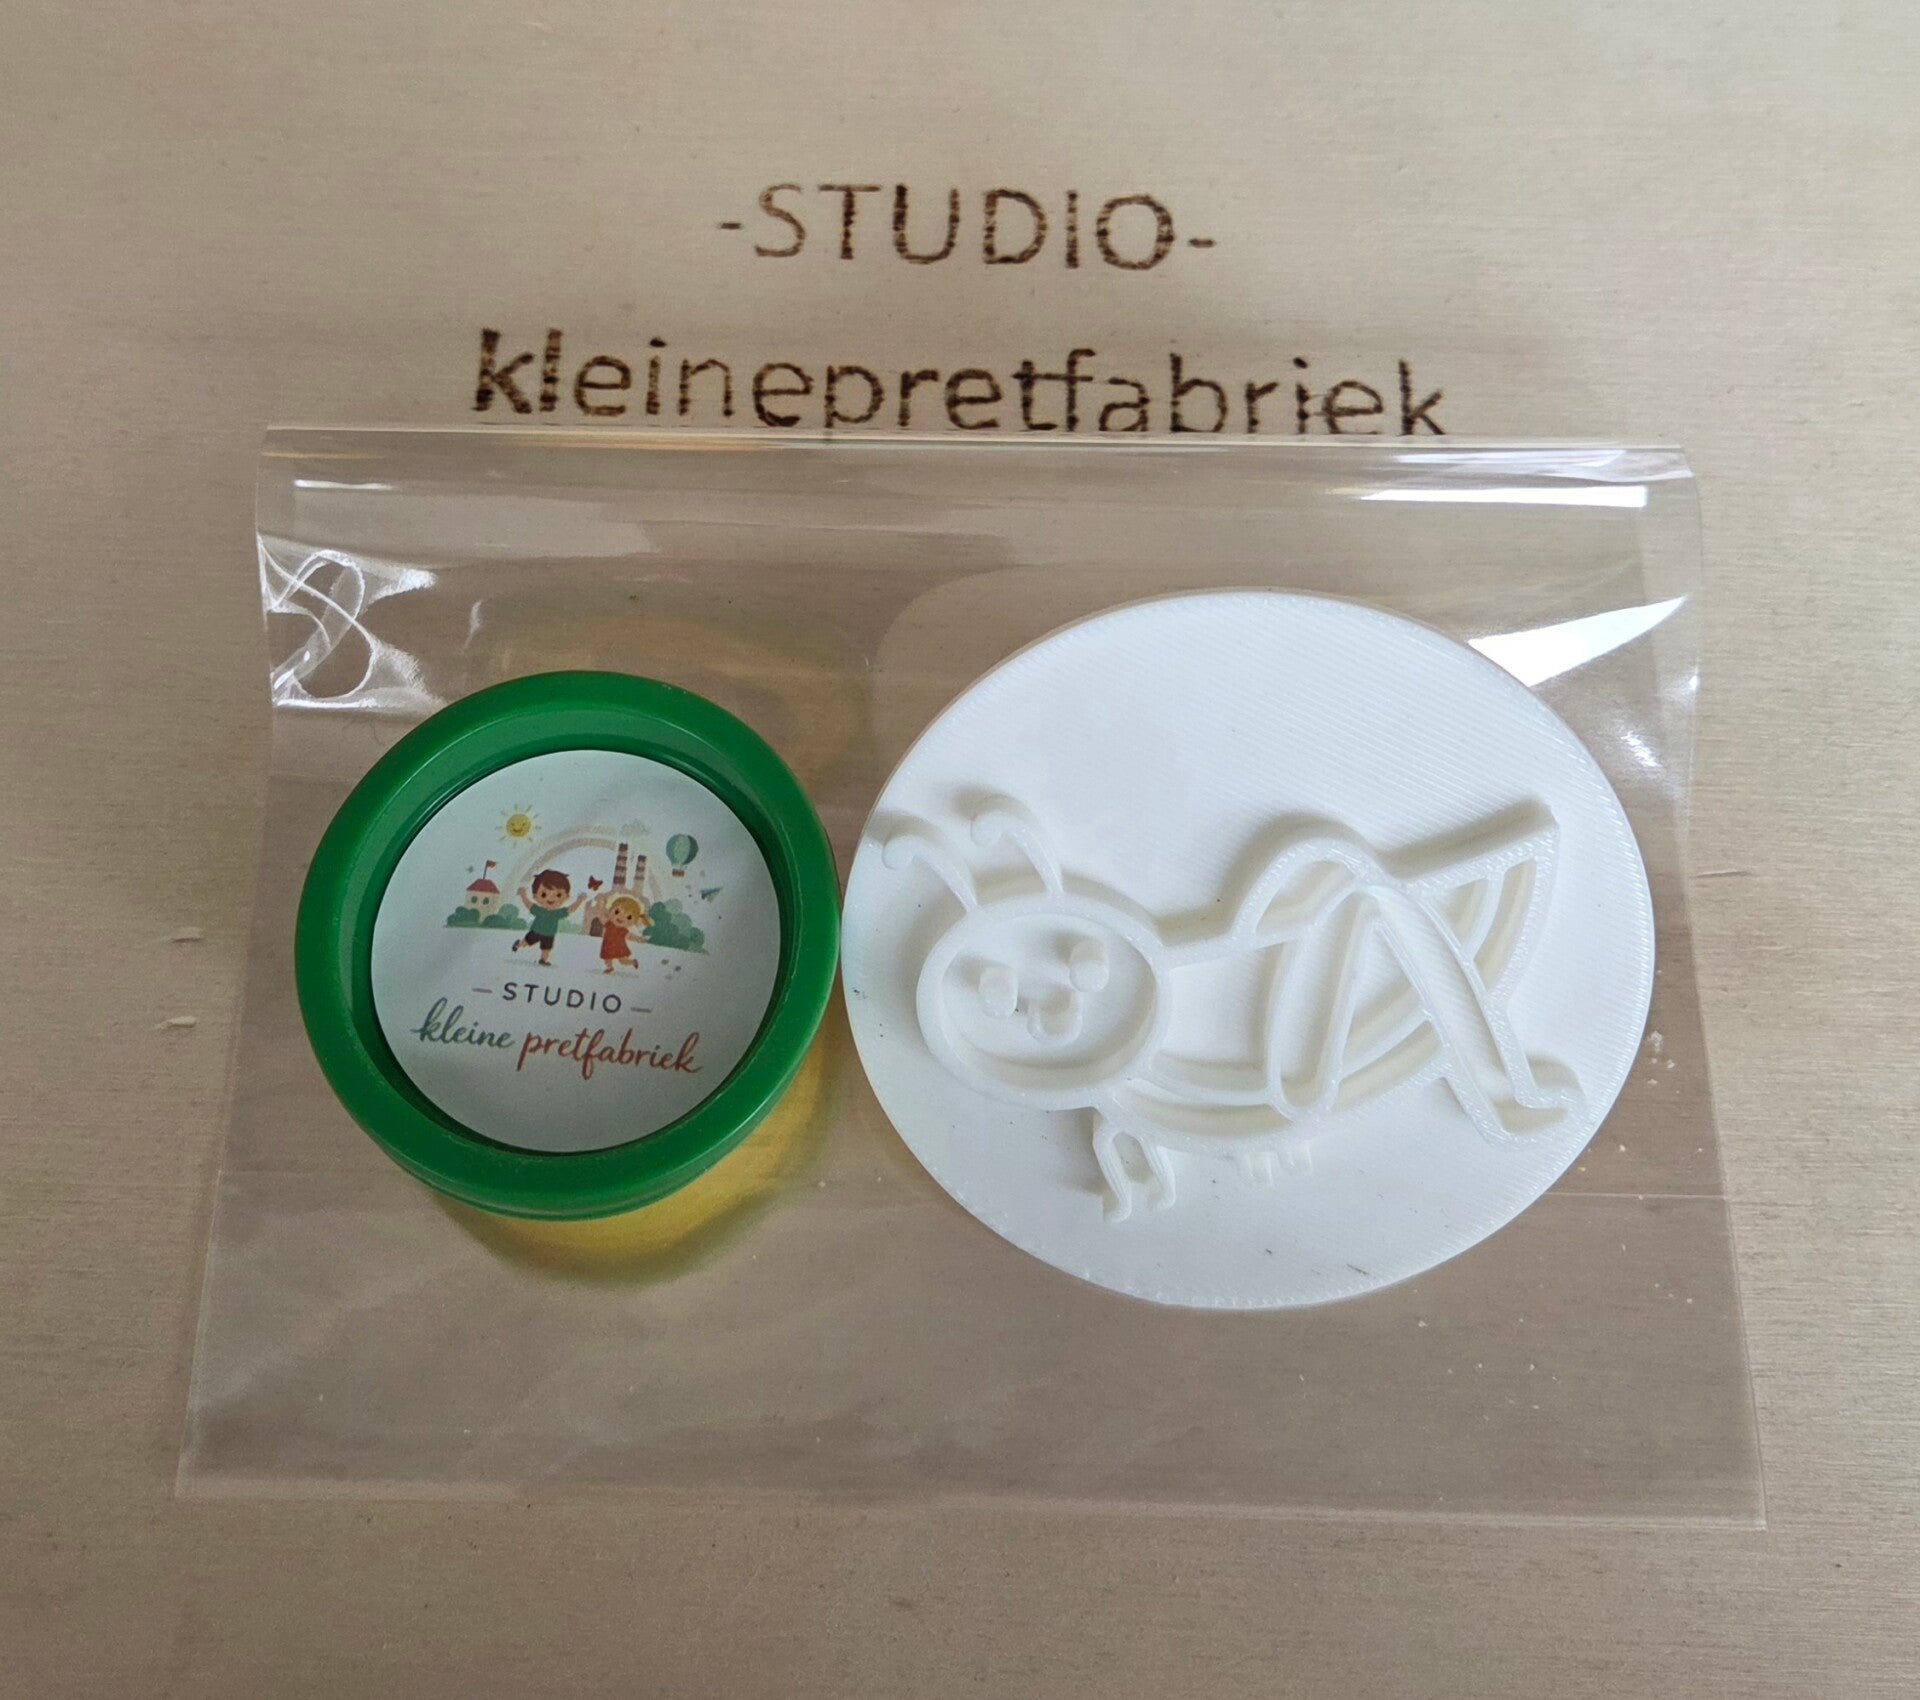 -STUDIO-
kleinepretfabriek
– STUDIO –
kleine pretfabriek